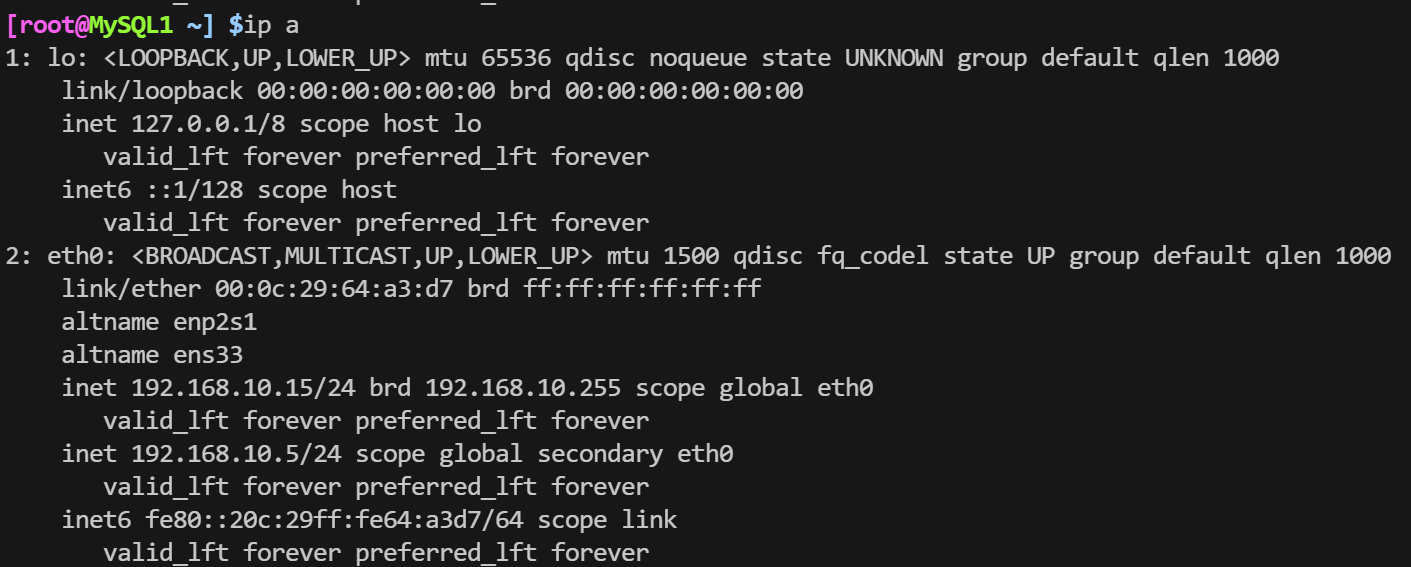 [root@MySQL1 ~] $ip a
1: lo: <LOOPBACK,UP,LOWER_UP> mtu 65536 qdisc noqueue state UNKNOWN group default qlen 1000
    link/loopback 00:00:00:00:00:00 brd 00:00:00:00:00:00
    inet 127.0.0.1/8 scope host lo
       valid_lft forever preferred_lft forever
    inet6 ::1/128 scope host
       valid_lft forever preferred_lft forever
2: eth0: <BROADCAST,MULTICAST,UP,LOWER_UP> mtu 1500 qdisc fq_codel state UP group default qlen 1000
    link/ether 00:0c:29:64:a3:d7 brd ff:ff:ff:ff:ff:ff
    altname enp2s1
    altname ens33
    inet 192.168.10.15/24 brd 192.168.10.255 scope global eth0
       valid_lft forever preferred_lft forever
    inet 192.168.10.5/24 scope global secondary eth0
       valid_lft forever preferred_lft forever
    inet6 fe80::20c:29ff:fe64:a3d7/64 scope link
       valid_lft forever preferred_lft forever